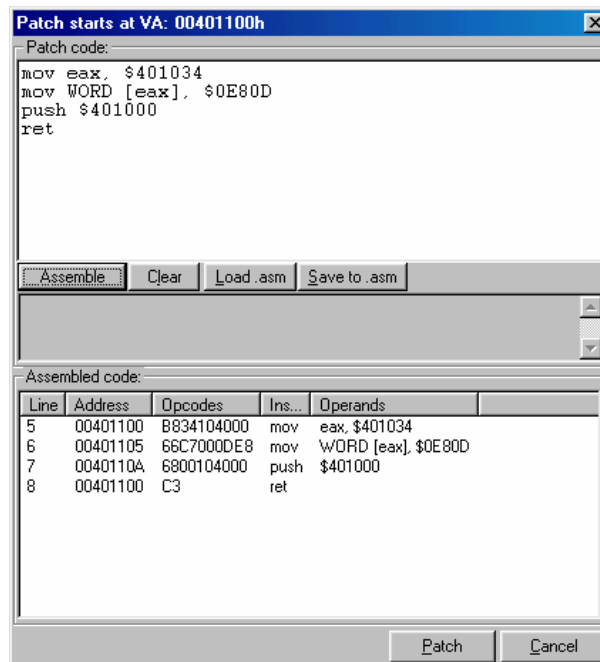 Patch starts at VA: 00401100h
Patch code:
mov eax, $401034
mov WORD [eax], $0E80D
push $401000
ret
Assemble Clear Load .asm Save to .asm
Assembled code:
Line Address Opcodes Ins... Operands
5 00401100 B834104000 mov eax, $401034
6 00401105 66C7000DE8 mov WORD [eax], $0E80D
7 0040110A 6800104000 push $401000
8 00401100 C3 ret
Patch Cancel